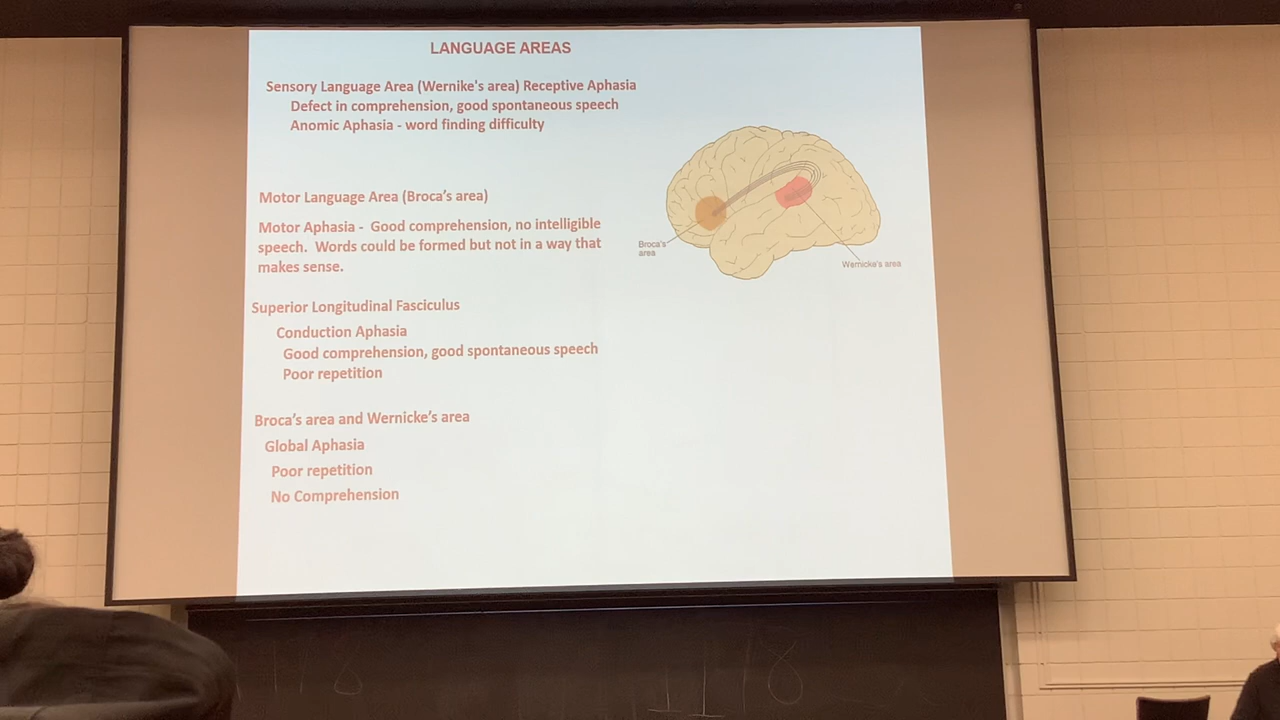 LANGUAGE AREAS
Sensory Language Area (Wernike's area) Receptive Aphasia
Defect in comprehension, good spontaneous speech
Anomic Aphasia - word finding difficulty
Motor Language Area (Broca's area)
Motor Aphasia - Good comprehension, no intelligible
speech. Words could be formed but not in a way that
makes sense.
Superior Longitudinal Fasciculus
Conduction Aphasia
Good comprehension, good spontaneous speech
Poor repetition
Broca's area and Wernicke's area
Global Aphasia
Poor repetition
No Comprehension
Broca's
area
Wernicke's area